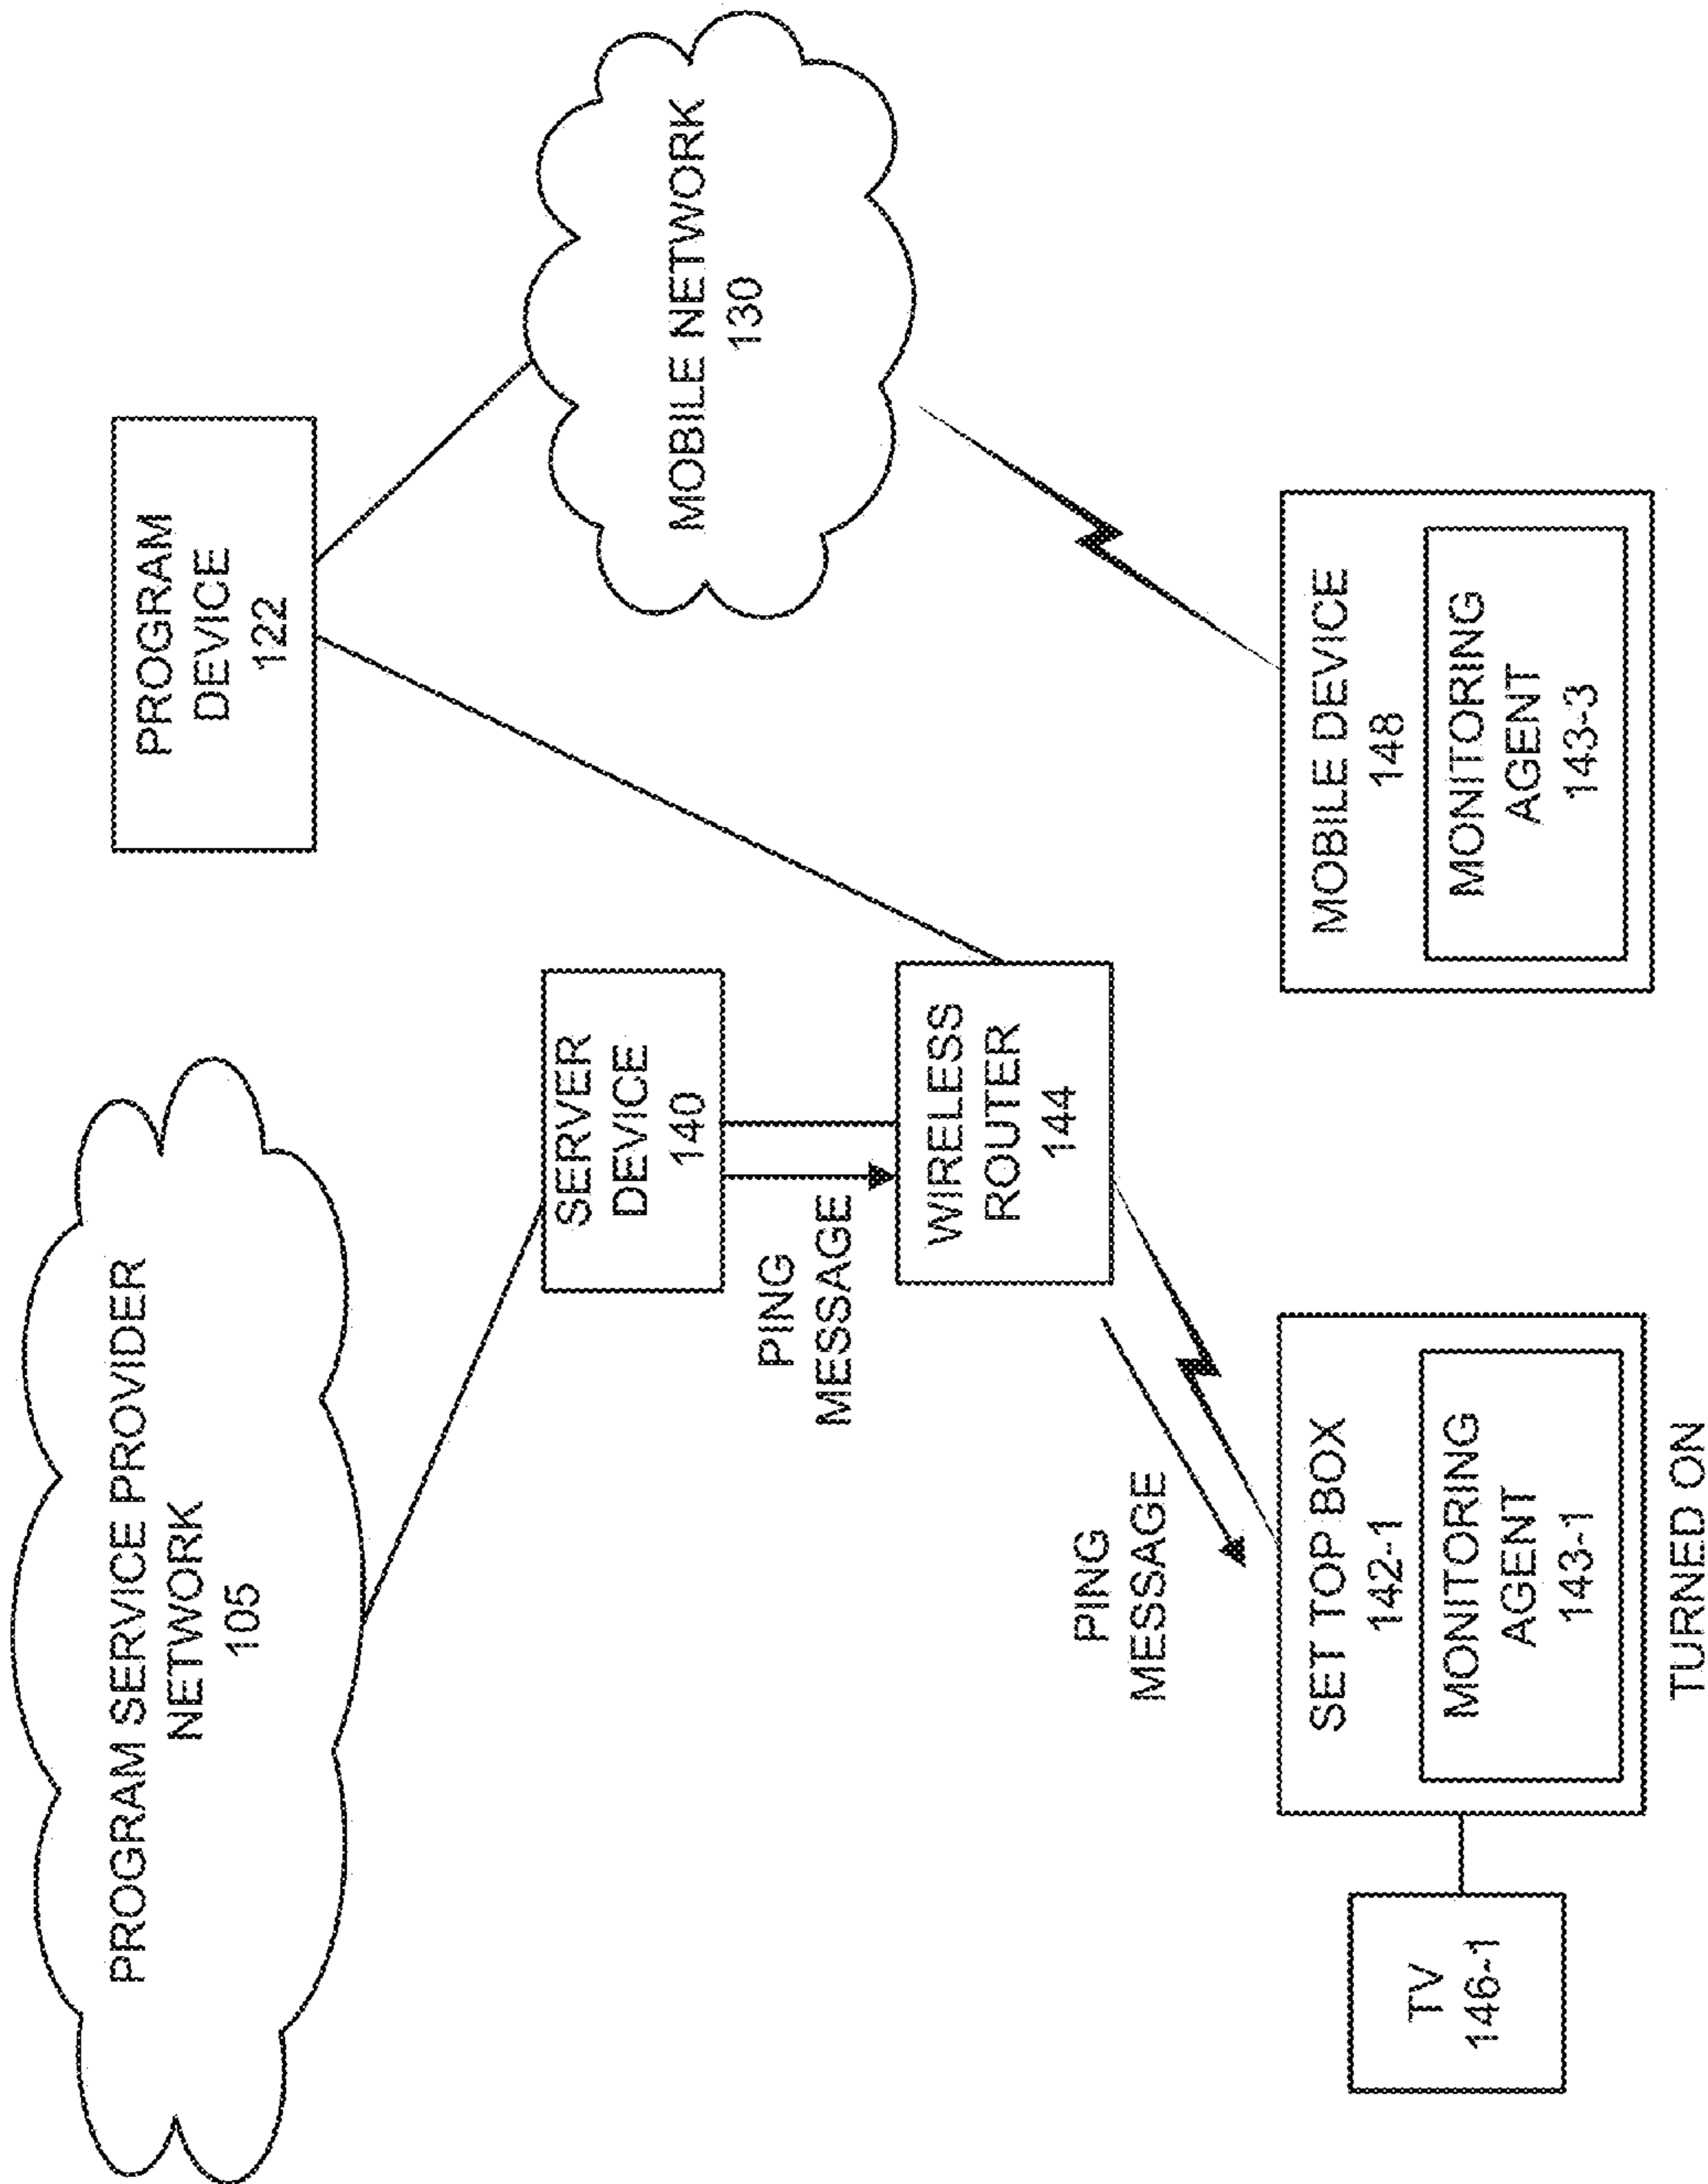 PROGRAM SERVICE PROVIDER
NETWORK
105
PROGRAM
DEVICE
122
SERVER
DEVICE
140
MOBILE NETWORK
130
PING
MESSAGE
WIRELESS
ROUTER
144
PING
MESSAGE
TV
146-1
SET TOP BOX
142-1
MONITORING
AGENT
143-1
TURNED ON
MOBILE DEVICE
148
MONITORING
AGENT
143-3